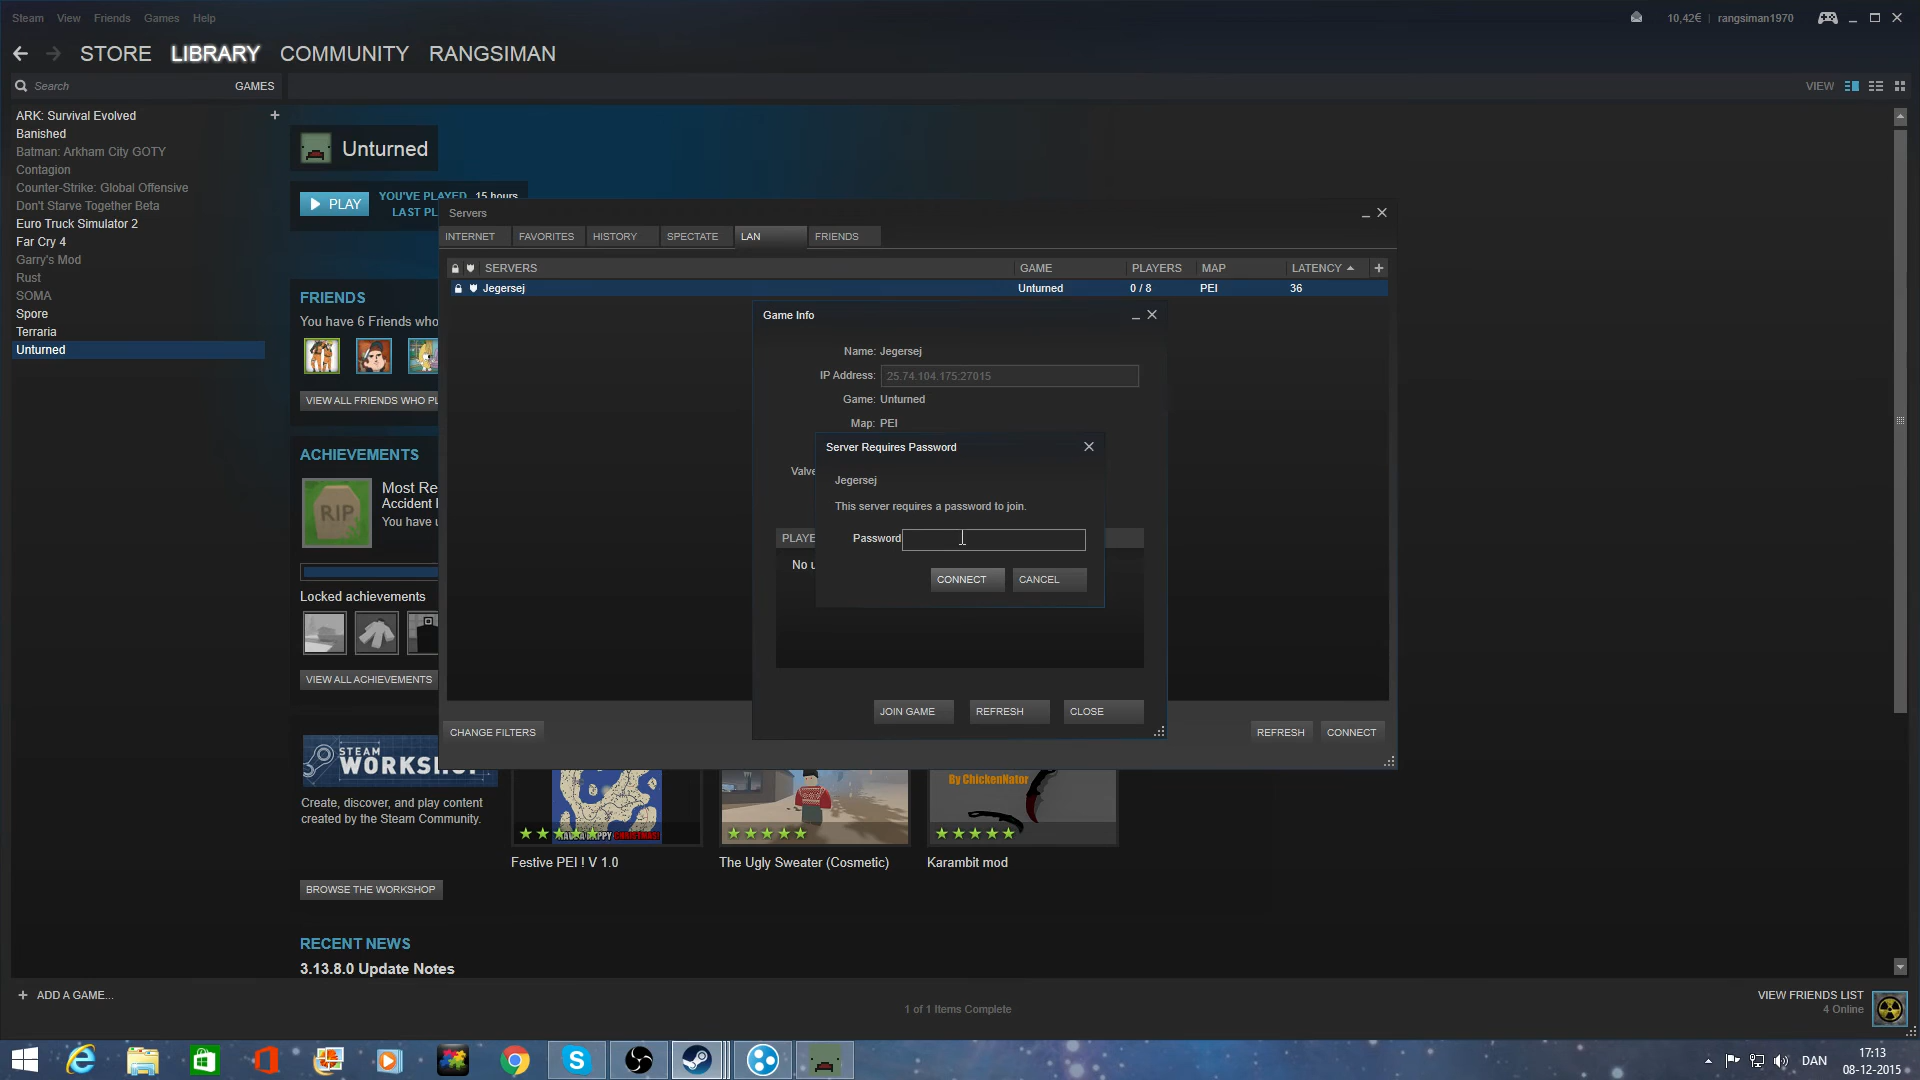 Steam View Friends Games Help
10,42€ | rangsiman1970
STORE LIBRARY COMMUNITY RANGSIMAN
Search GAMES
VIEW
ARK: Survival Evolved
Banished
Batman: Arkham City GOTY
Contagion
Counter-Strike: Global Offensive
Don't Starve Together Beta
Euro Truck Simulator 2
Far Cry 4
Garry's Mod
Rust
SOMA
Spore
Terraria
Unturned
Unturned
PLAY
YOU'VE PLAYED 15 hours
LAST PL
FRIENDS
You have 6 Friends who
VIEW ALL FRIENDS WHO PL
ACHIEVEMENTS
RIP
Most Re
Accident
You have
Locked achievements
VIEW ALL ACHIEVEMENTS
STEAM
Create, discover, and play content
created by the Steam Community.
BROWSE THE WORKSHOP
HAPPY CHRISTMAS!
Festive PEI ! V 1.0
The Ugly Sweater (Cosmetic)
By ChickenNator
Karambit mod
RECENT NEWS
3.13.8.0 Update Notes
Servers
INTERNET FAVORITES HISTORY SPECTATE LAN FRIENDS
SERVERS GAME PLAYERS MAP LATENCY
Jegersej Unturned 0 / 8 PEI 36
CHANGE FILTERS
REFRESH CONNECT
Game Info
Name: Jegersej
IP Address: 25.74.104.175:27015
Game: Unturned
Map: PEI
Valve
PLAYE
No u
JOIN GAME REFRESH CLOSE
Server Requires Password
Jegersej
This server requires a password to join.
Password
CONNECT CANCEL
+ ADD A GAME...
1 of 1 Items Complete
VIEW FRIENDS LIST
4 Online
DAN
17:13
08-12-2015